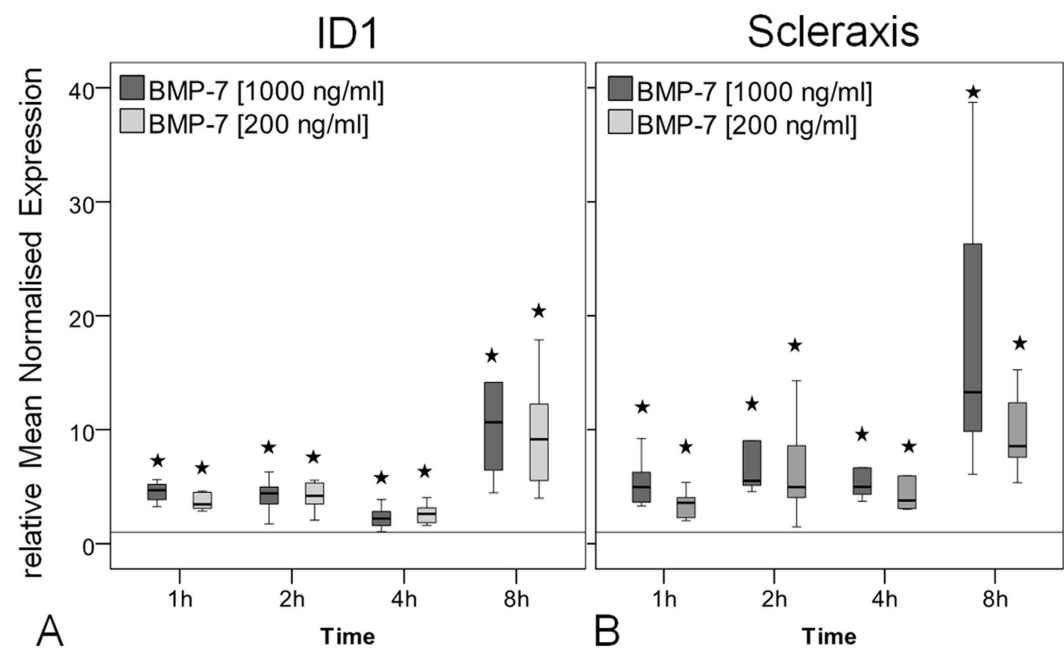 ID1
Scleraxis
relative Mean Normalised Expression
40
30
20
10
0
BMP-7 [1000 ng/ml]
BMP-7 [200 ng/ml]
BMP-7 [1000 ng/ml]
BMP-7 [200 ng/ml]
1h 2h 4h 8h
1h 2h 4h 8h
A
Time
B
Time